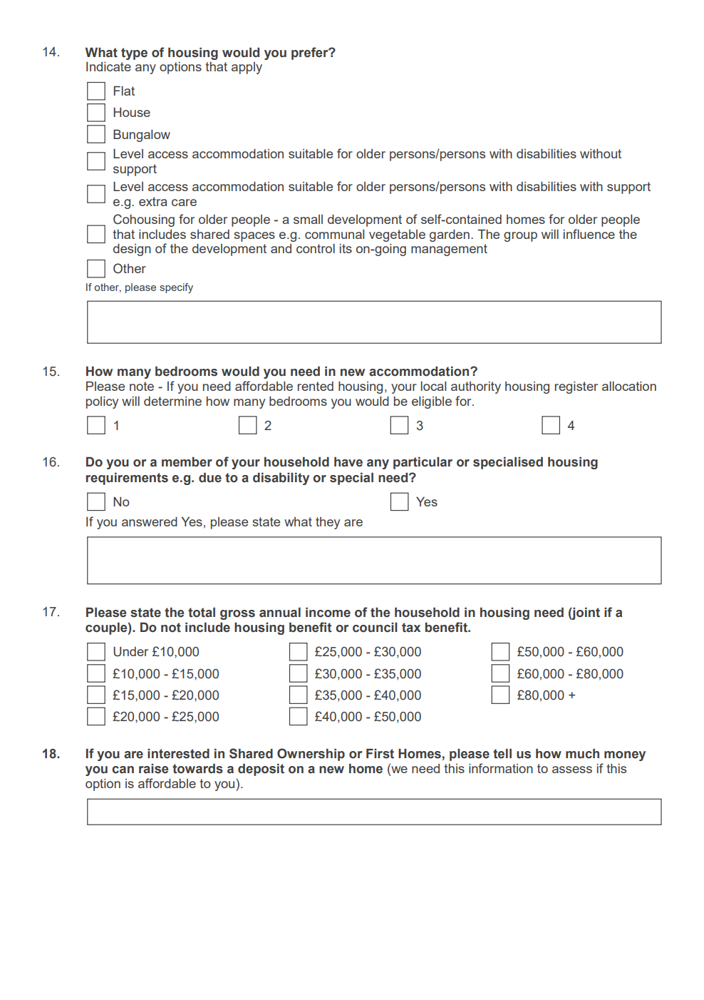 14. What type of housing would you prefer?
Indicate any options that apply
Flat
House
Bungalow
Level access accommodation suitable for older persons/persons with disabilities without
support
Level access accommodation suitable for older persons/persons with disabilities with support
e.g. extra care
Cohousing for older people - a small development of self-contained homes for older people
that includes shared spaces e.g. communal vegetable garden. The group will influence the
design of the development and control its on-going management
Other
If other, please specify
15. How many bedrooms would you need in new accommodation?
Please note - If you need affordable rented housing, your local authority housing register allocation
policy will determine how many bedrooms you would be eligible for.
1 2 3 4
16. Do you or a member of your household have any particular or specialised housing
requirements e.g. due to a disability or special need?
No Yes
If you answered Yes, please state what they are
17. Please state the total gross annual income of the household in housing need (joint if a
couple). Do not include housing benefit or council tax benefit.
Under £10,000 £25,000 - £30,000 £50,000 - £60,000
£10,000 - £15,000 £30,000 - £35,000 £60,000 - £80,000
£15,000 - £20,000 £35,000 - £40,000 £80,000 +
£20,000 - £25,000 £40,000 - £50,000
18. If you are interested in Shared Ownership or First Homes, please tell us how much money
you can raise towards a deposit on a new home (we need this information to assess if this
option is affordable to you).